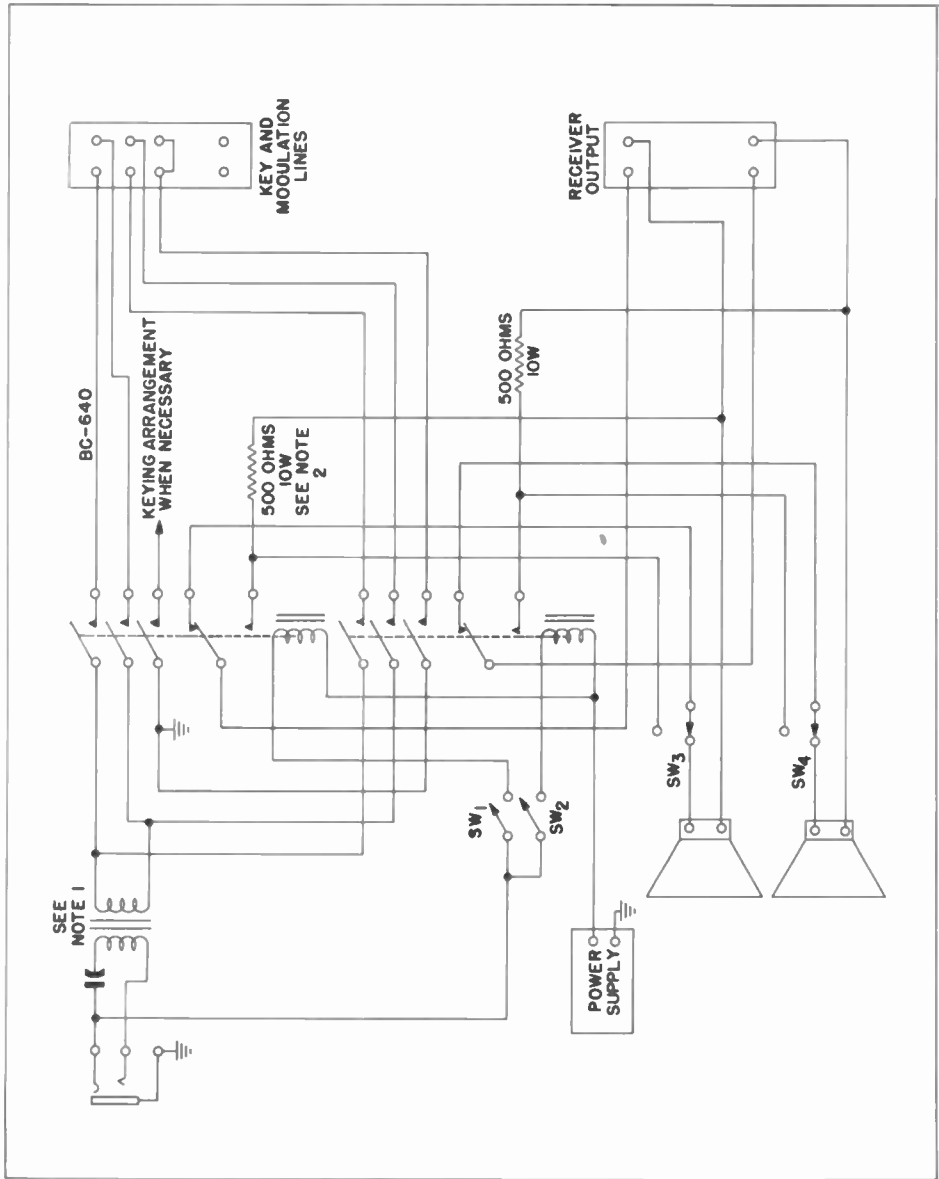 KEY AND
MODULATION
LINES
RECEIVER
OUTPUT
BC-640
KEYING ARRANGEMENT
WHEN NECESSARY
500 OHMS
10W
SEE NOTE
2
500 OHMS
10W
SEE
NOTE 1
SW1
SW2
SW3
SW4
POWER
SUPPLY